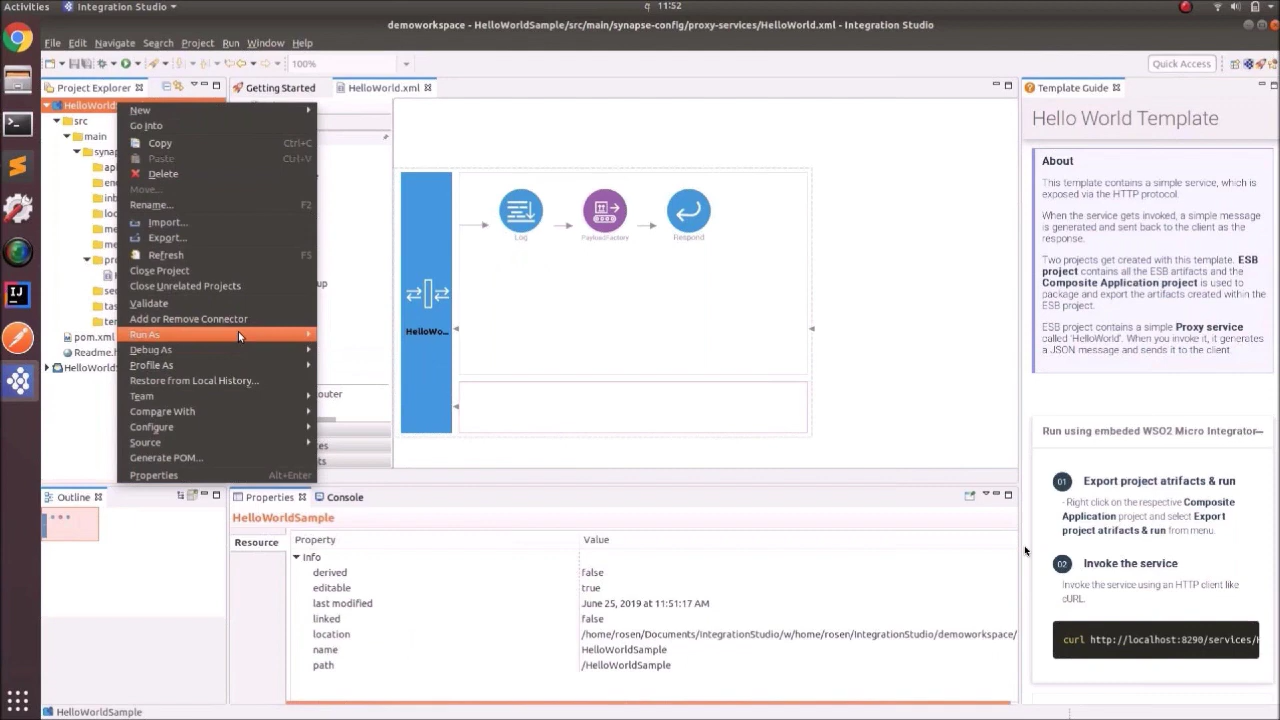 Activities
Integration Studio
11:52
demoworkspace - HelloWorldSample/src/main/synapse-config/proxy-services/HelloWorld.xml - Integration Studio
File Edit Navigate Search Project Run Window Help
100%
Quick Access
Project Explorer
Getting Started
HelloWorld.xml
Template Guide
HelloWorld
src
main
pom.xml
Readme.h
HelloWorld
New
Go Into
Copy Ctrl+C
Paste Ctrl+V
Delete
Move...
Rename... F2
Import...
Export...
Refresh F5
Close Project
Close Unrelated Projects
Validate
Add or Remove Connector
Run As
Debug As
Profile As
Restore from Local History...
Team
Compare With
Configure
Source
Generate POM...
Properties Alt+Enter
Log
PayloadFactory
Respond
HelloWo...
Hello World Template
About
This template contains a simple service, which is
exposed via the HTTP protocol.
When the service gets invoked, a simple message
is generated and sent back to the client as the
response.
Two projects get created with this template. ESB
project contains all the ESB artifacts and the
Composite Application project is used to
package and export the artifacts created within the
ESB project.
ESB project contains a simple Proxy service
called 'HelloWorld'. When you invoke it, it generates
a JSON message and sends it to the client.
Run using embeded WSO2 Micro Integrator
01 Export project atrifacts & run
- Right click on the respective Composite
Application project and select Export
project atrifacts & run from menu.
02 Invoke the service
Invoke the service using an HTTP client like
cURL.
curl http://localhost:8290/services/H
Outline
Properties
Console
HelloWorldSample
Resource
Property Value
Info
derived false
editable true
last modified June 25, 2019 at 11:51:17 AM
linked false
location /home/rosen/Documents/IntegrationStudio/w/home/rosen/IntegrationStudio/demoworkspace/
name HelloWorldSample
path /HelloWorldSample
HelloWorldSample